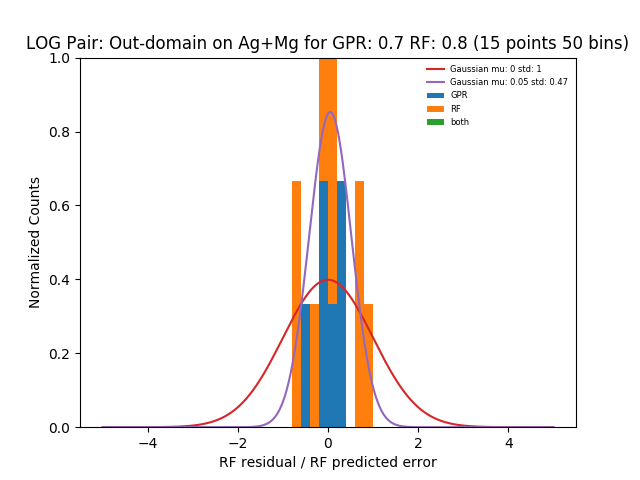 LOG Pair: Out-domain on Ag+Mg for GPR: 0.7 RF: 0.8 (15 points 50 bins)
Gaussian mu: 0 std: 1
Gaussian mu: 0.05 std: 0.47
GPR
RF
both
Normalized Counts
1.0
0.8
0.6
0.4
0.2
0.0
−4
−2
0
2
4
RF residual / RF predicted error